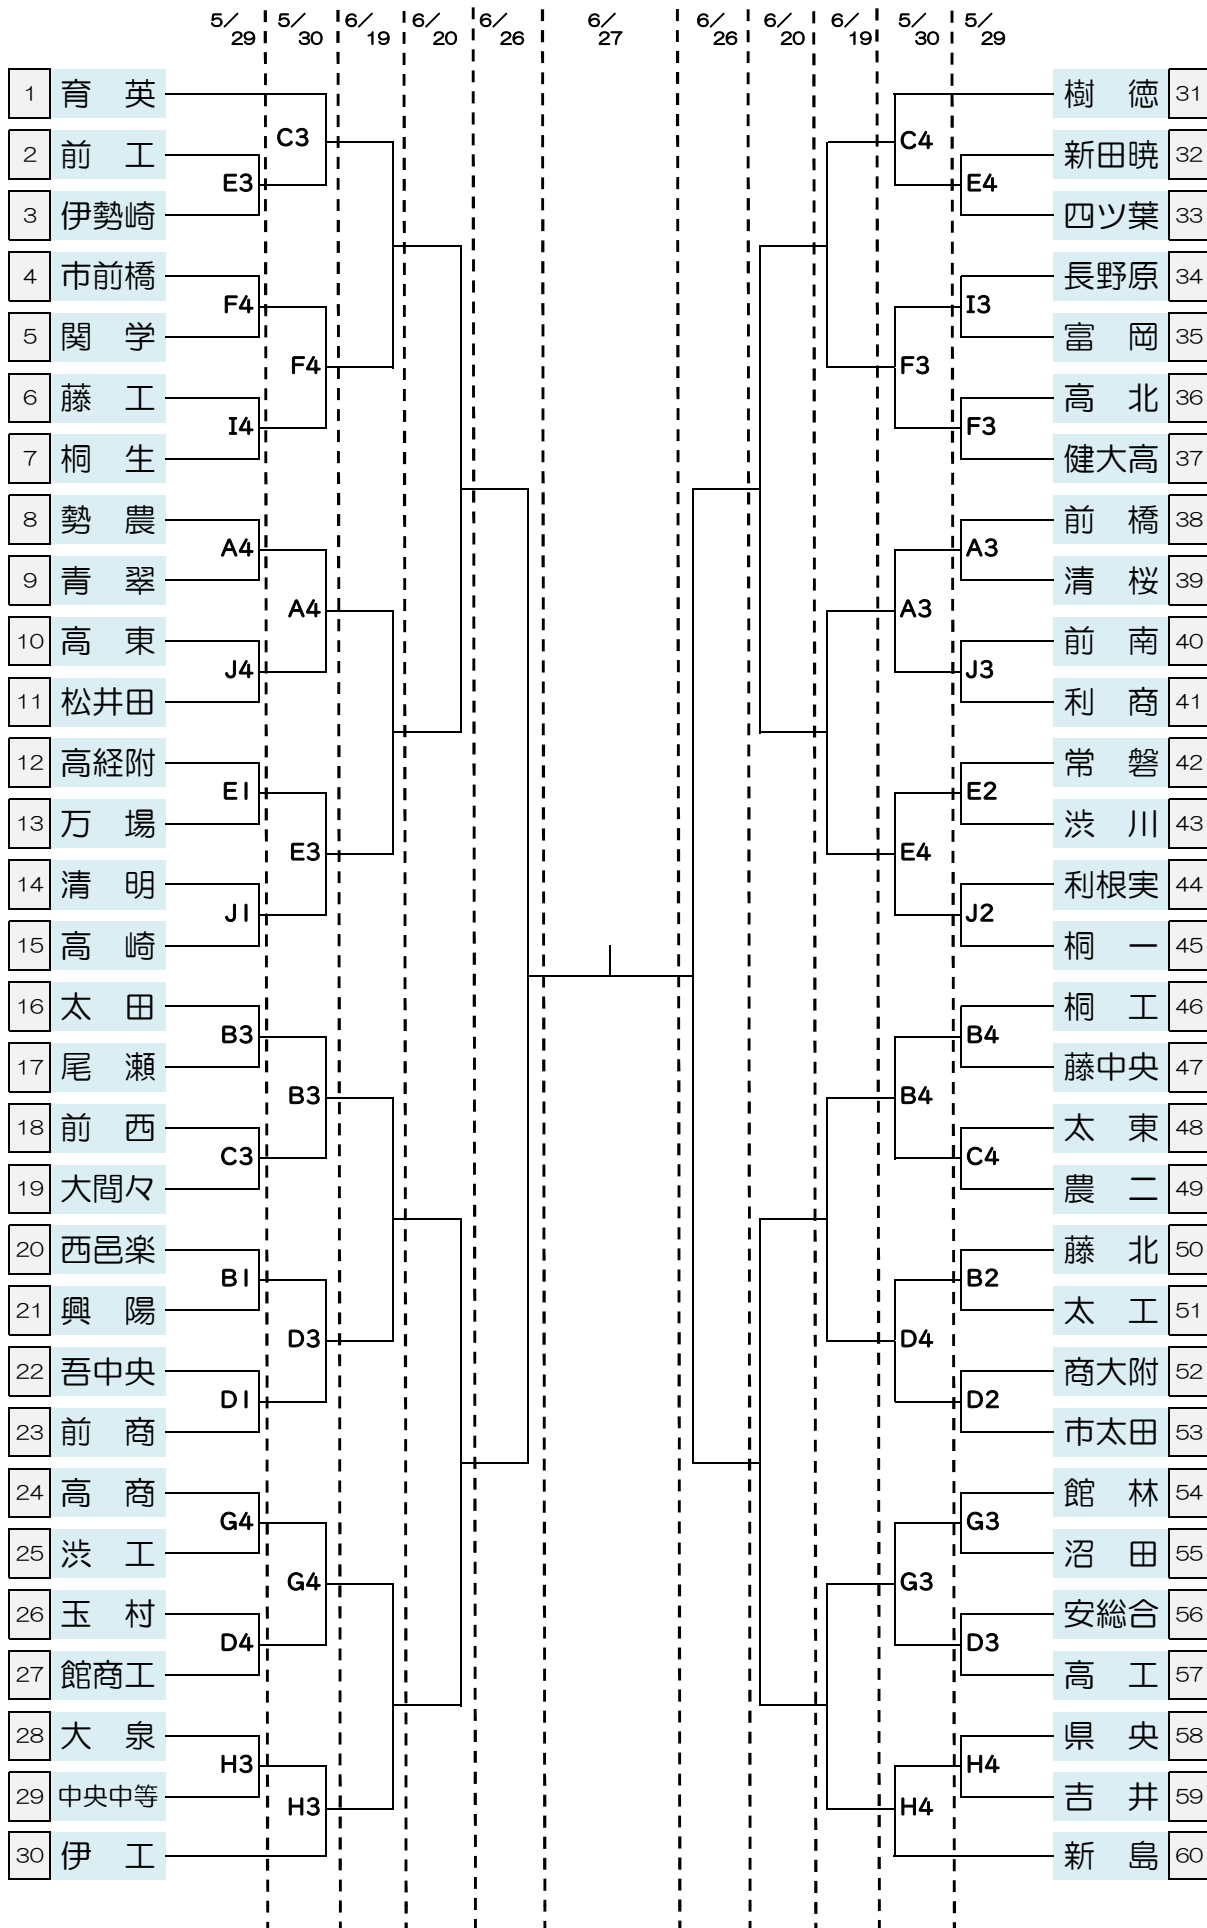 5/29 5/30 6/19 6/20 6/26 6/27 6/26 6/20 6/19 5/30 5/29
1 育 英
2 前 工
3 伊勢崎
4 市前橋
5 関 学
6 藤 工
7 桐 生
8 勢 農
9 青 翠
10 高 東
11 松井田
12 高経附
13 万 場
14 清 明
15 高 崎
16 太 田
17 尾 瀬
18 前 西
19 大間々
20 西邑楽
21 興 陽
22 吾中央
23 前 商
24 高 商
25 渋 工
26 玉 村
27 館商工
28 大 泉
29 中央中等
30 伊 工
E3
F4
I4
A4
J4
E1
J1
B3
C3
B1
D1
G4
D4
H3
C3
F4
A4
E3
B3
D3
G4
H3
C4
F3
A3
E4
B4
D4
G3
H4
E4
I3
F3
A3
J3
E2
J2
B4
C4
B2
D2
G3
D3
H4
樹 徳 31
新田暁 32
四ツ葉 33
長野原 34
富 岡 35
高 北 36
健大高 37
前 橋 38
清 桜 39
前 南 40
利 商 41
常 磐 42
渋 川 43
利根実 44
桐 一 45
桐 工 46
藤中央 47
太 東 48
農 二 49
藤 北 50
太 工 51
商大附 52
市太田 53
館 林 54
沼 田 55
安総合 56
高 工 57
県 央 58
吉 井 59
新 島 60